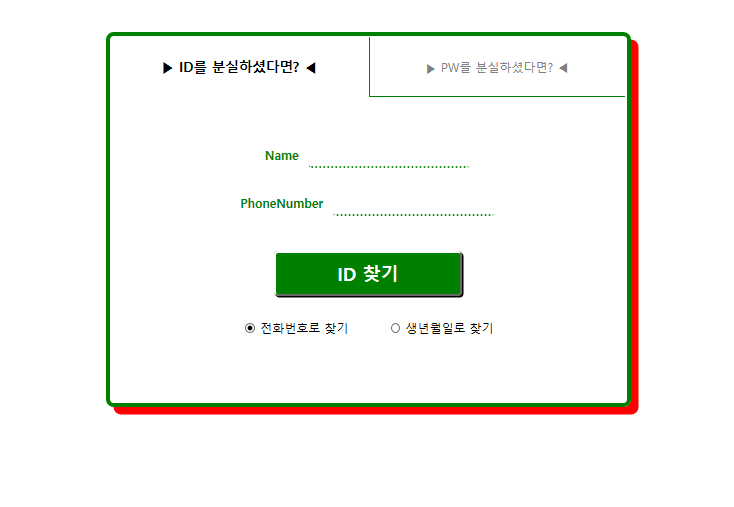 ▶ ID를 분실하셨다면? ◀
▶ PW를 분실하셨다면? ◀
Name
PhoneNumber
ID 찾기
전화번호로 찾기
생년월일로 찾기